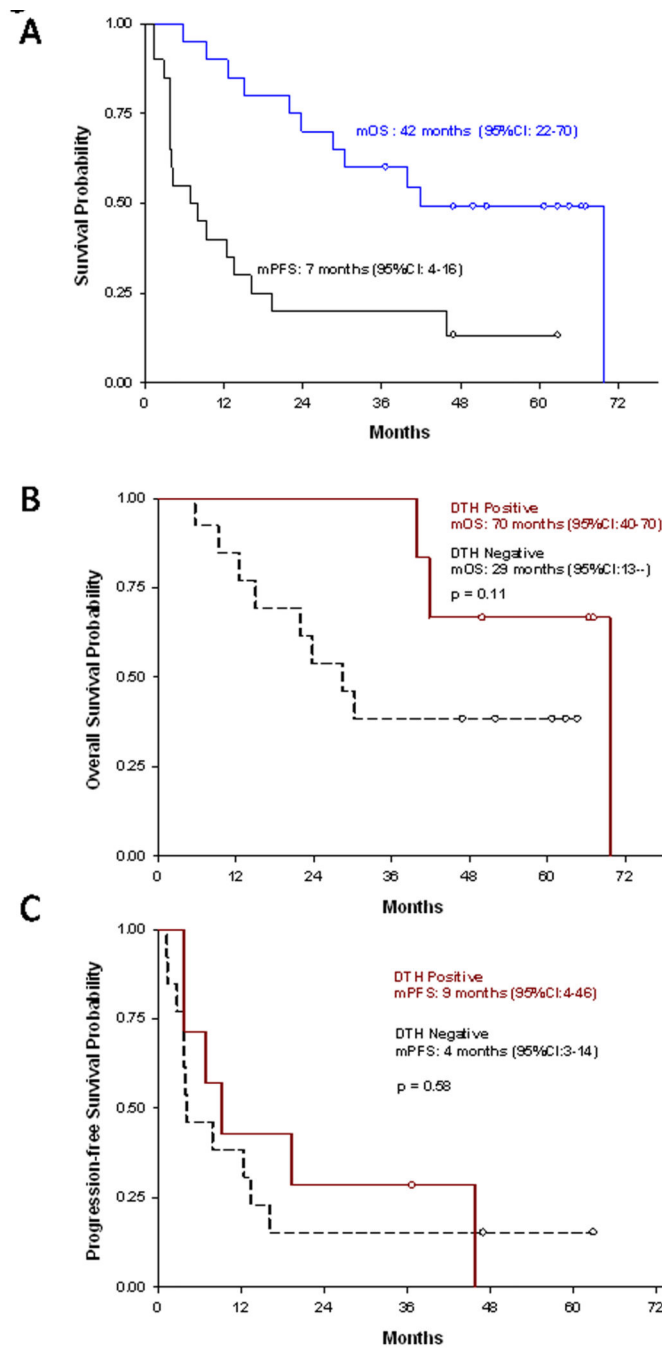 A
1.00
0.75
0.50
0.25
0.00
Survival Probability
mOS : 42 months (95%CI: 22-70)
mPFS: 7 months (95%CI: 4-16)
0 12 24 36 48 60 72
Months
B
1.00
0.75
0.50
0.25
0.00
Overall Survival Probability
DTH Positive
mOS: 70 months (95%CI:40-70)
DTH Negative
mOS: 29 months (95%CI:13--)
p = 0.11
0 12 24 36 48 60 72
Months
C
1.00
0.75
0.50
0.25
0.00
Progression-free Survival Probability
DTH Positive
mPFS: 9 months (95%CI:4-46)
DTH Negative
mPFS: 4 months (95%CI:3-14)
p = 0.58
0 12 24 36 48 60 72
Months